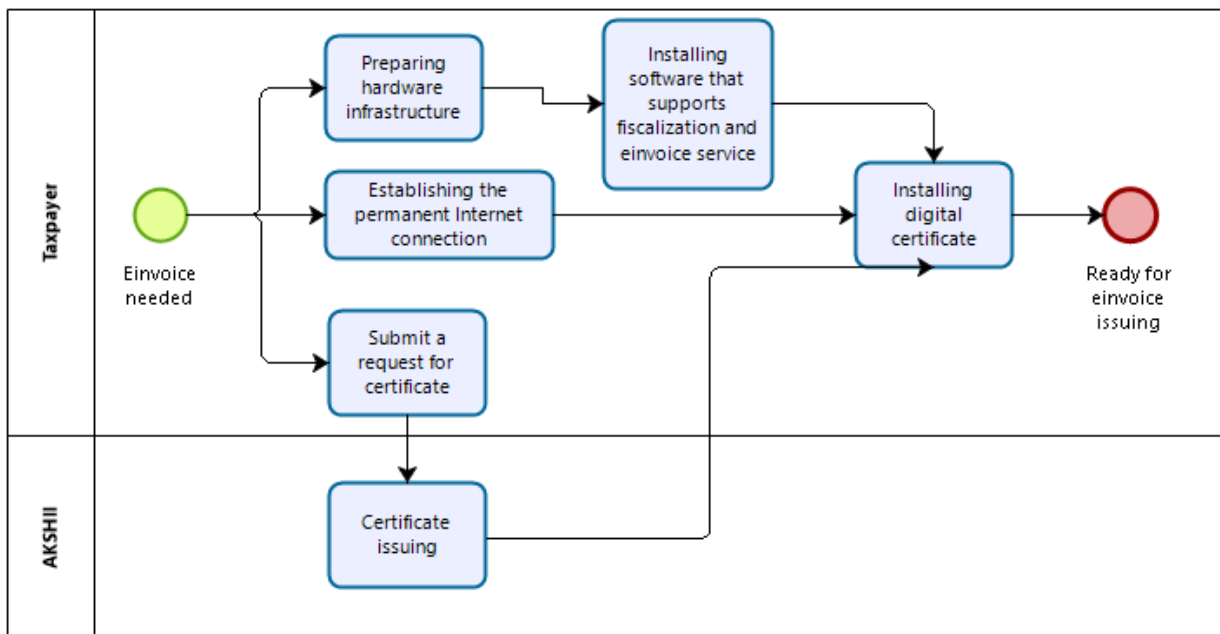 Taxpayer
Einvoice
needed
Preparing
hardware
infrastructure
Installing
software that
supports
fiscalization and
einvoice service
Establishing the
permanent Internet
connection
Installing
digital
certificate
Ready for
einvoice
issuing
Submit a
request for
certificate
AKSHII
Certificate
issuing